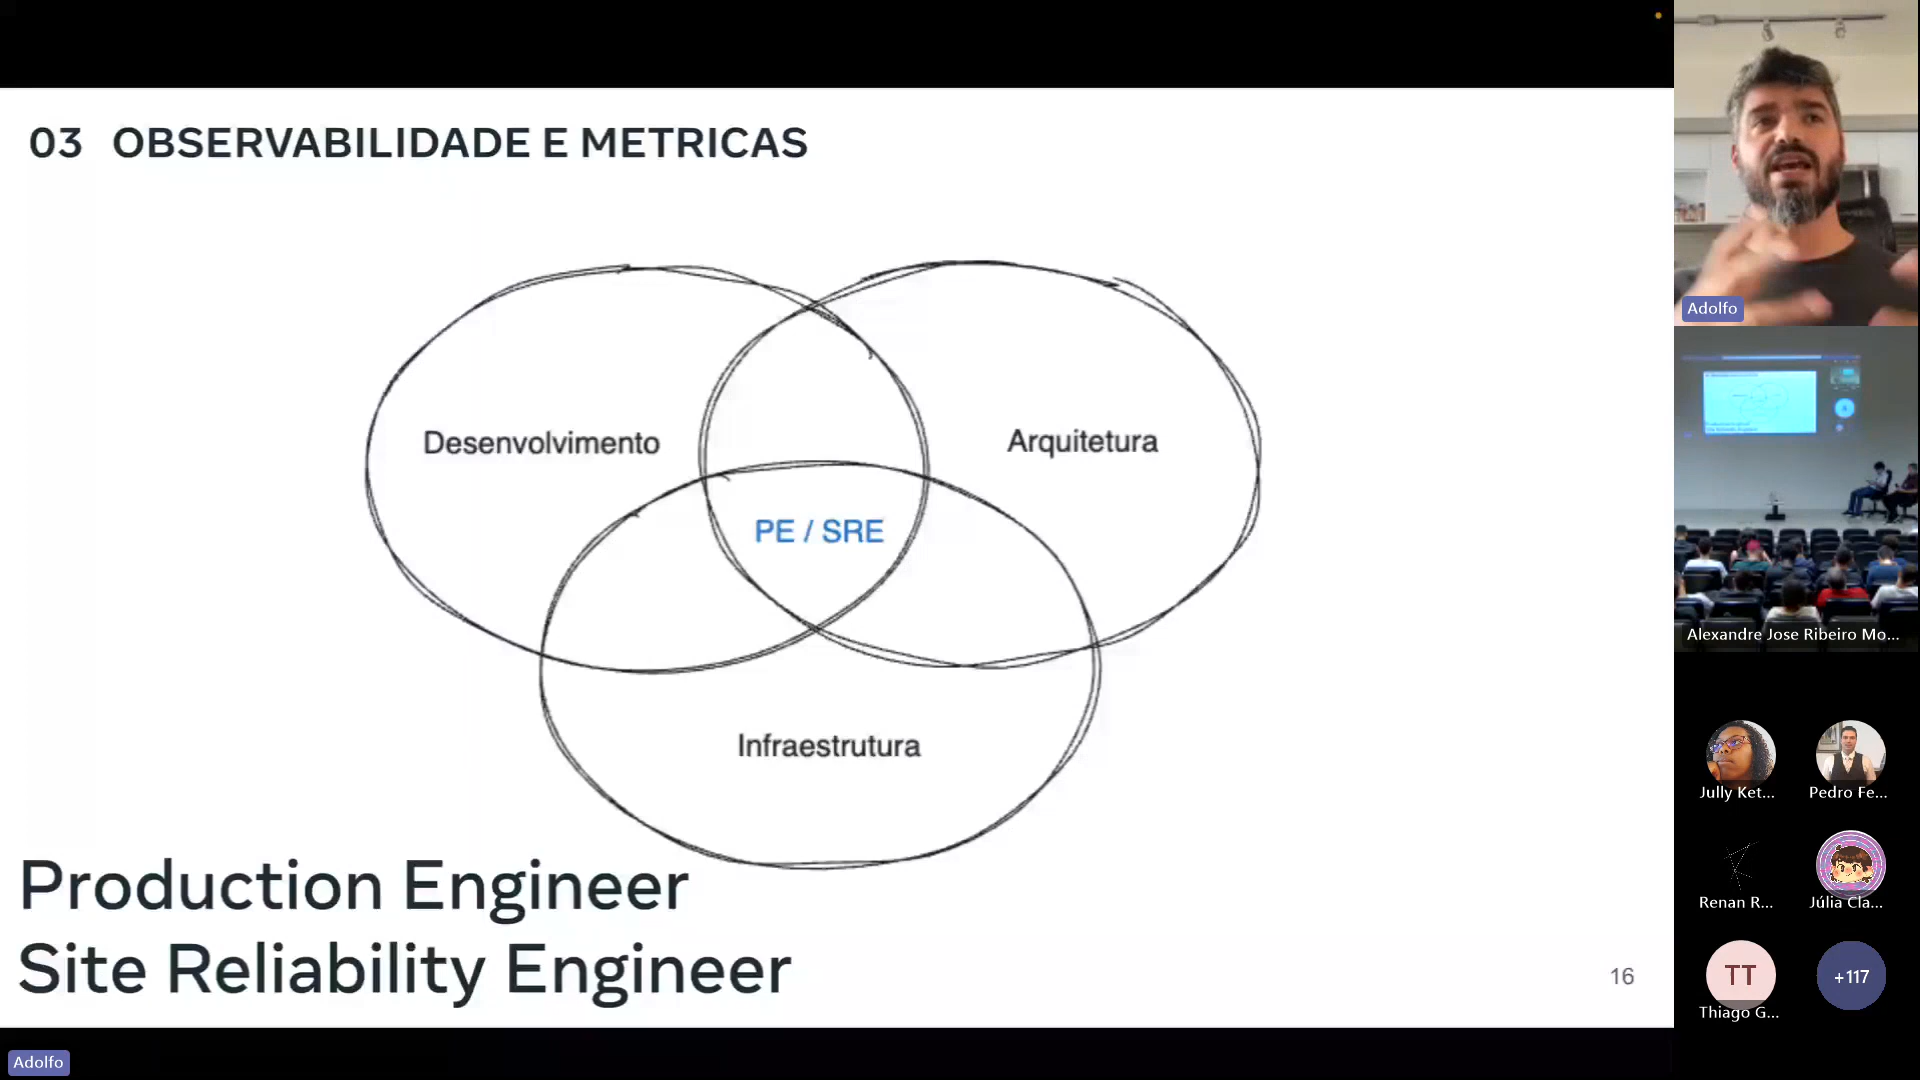 03 OBSERVABILIDADE E METRICAS
Desenvolvimento
Arquitetura
PE / SRE
Infraestrutura
Production Engineer
Site Reliability Engineer
16
Adolfo
Adolfo
Alexandre Jose Ribeiro Mo...
Jully Ket...
Pedro Fe...
Renan R...
Júlia Cla...
TT
Thiago G...
+117